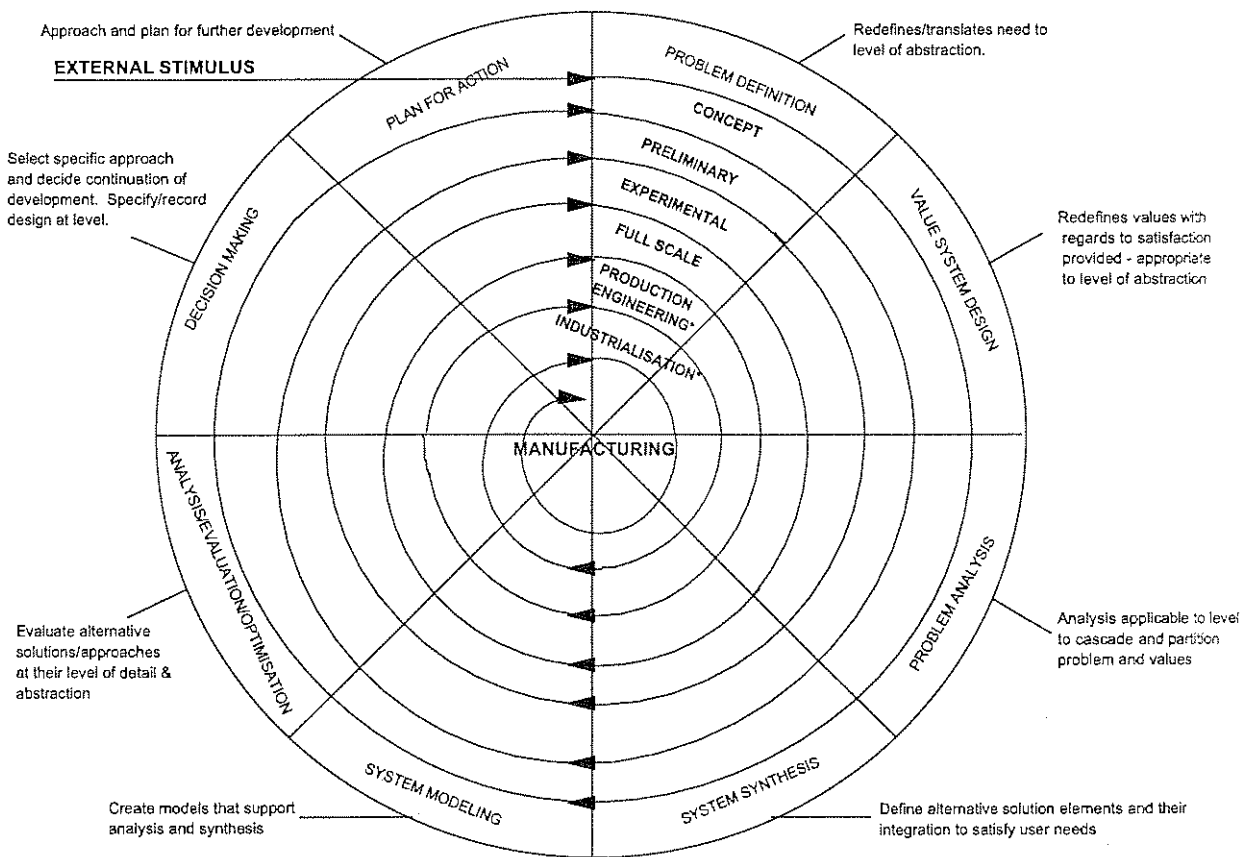 Approach and plan for further development
EXTERNAL STIMULUS
Redefines/translates need to
level of abstraction.
PLAN FOR ACTION
PROBLEM DEFINITION
CONCEPT
PRELIMINARY
EXPERIMENTAL
FULL SCALE
PRODUCTION
ENGINEERING*
INDUSTRIALISATION*
MANUFACTURING
Select specific approach
and decide continuation of
development. Specify/record
design at level.
DECISION MAKING
VALUE SYSTEM DESIGN
Redefines values with
regards to satisfaction
provided - appropriate
to level of abstraction
ANALYSIS/EVALUATION/OPTIMISATION
PROBLEM ANALYSIS
Evaluate alternative
solutions/approaches
at their level of detail &
abstraction
Analysis applicable to level
to cascade and partition
problem and values
SYSTEM MODELING
SYSTEM SYNTHESIS
Create models that support
analysis and synthesis
Define alternative solution elements and their
integration to satisfy user needs